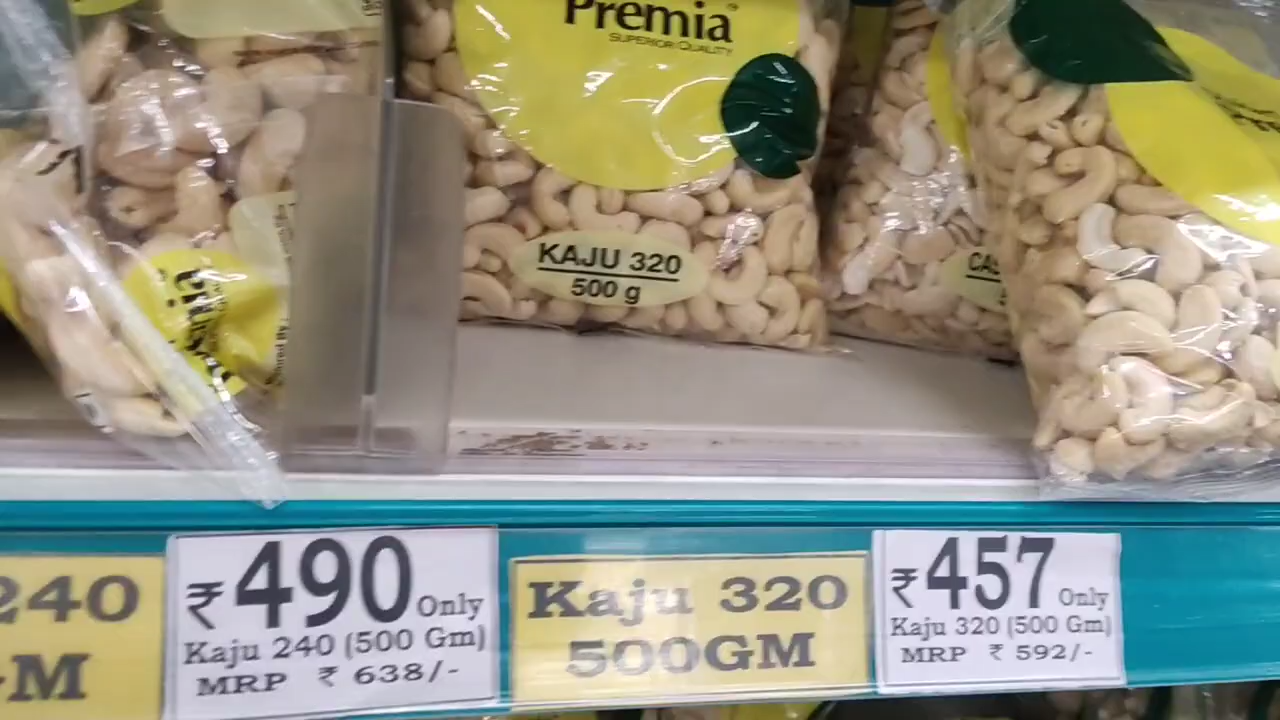 Premia
SUPERIOR QUALITY
KAJU 320
500 g
240
GM
₹490 Only
Kaju 240 (500 Gm)
MRP ₹ 638/-
Kaju 320
500GM
₹457 Only
Kaju 320 (500 Gm)
MRP ₹ 592/-